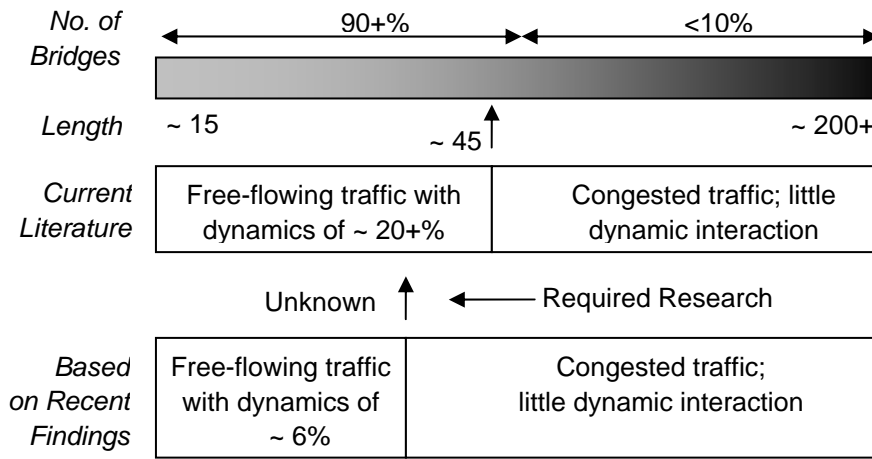 No. of
Bridges
90+%
<10%
Length
~ 15
~ 45
~ 200+
Current
Literature
Free-flowing traffic with
dynamics of ~ 20+%
Congested traffic; little
dynamic interaction
Unknown
Required Research
Based
on Recent
Findings
Free-flowing traffic
with dynamics of
~ 6%
Congested traffic;
little dynamic interaction